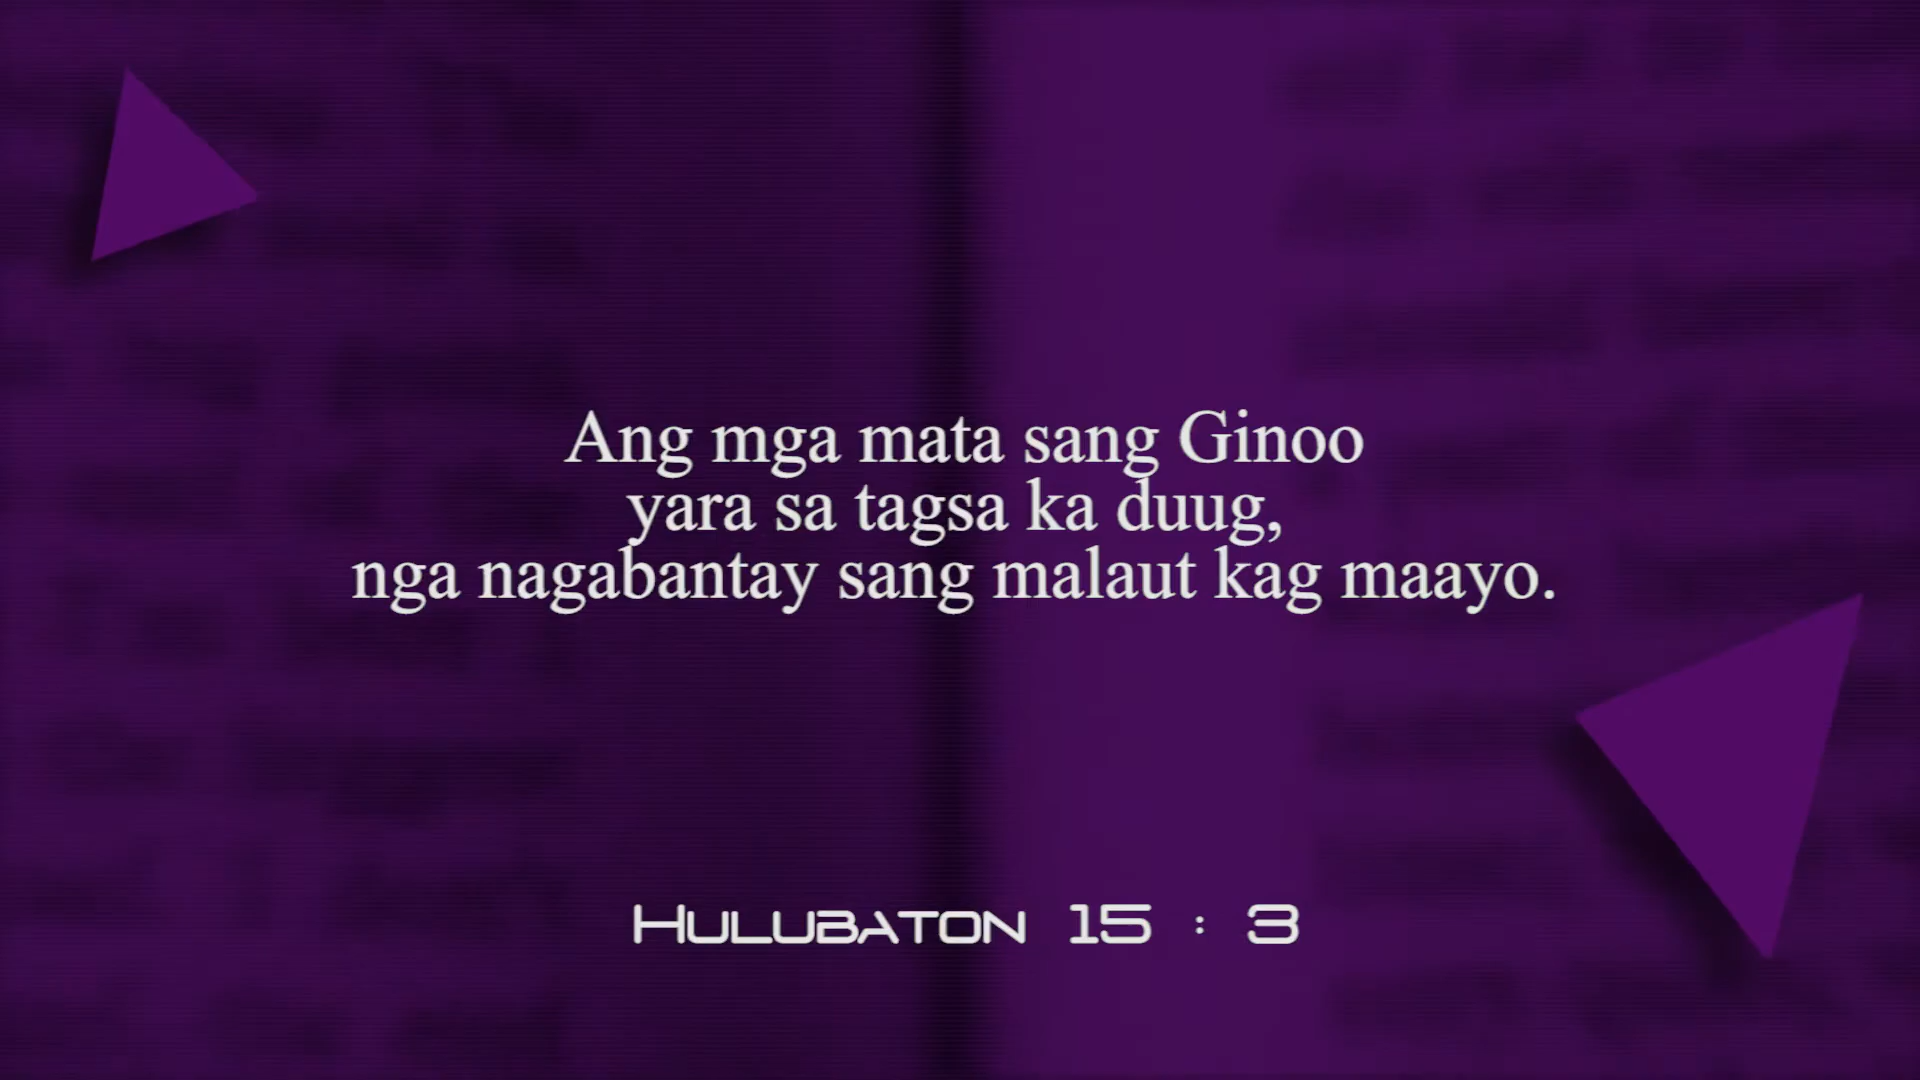 Ang mga mata sang Ginoo
yara sa tagsa ka duug,
nga nagabantay sang malaut kag maayo.
Hulubaton 15 : 3